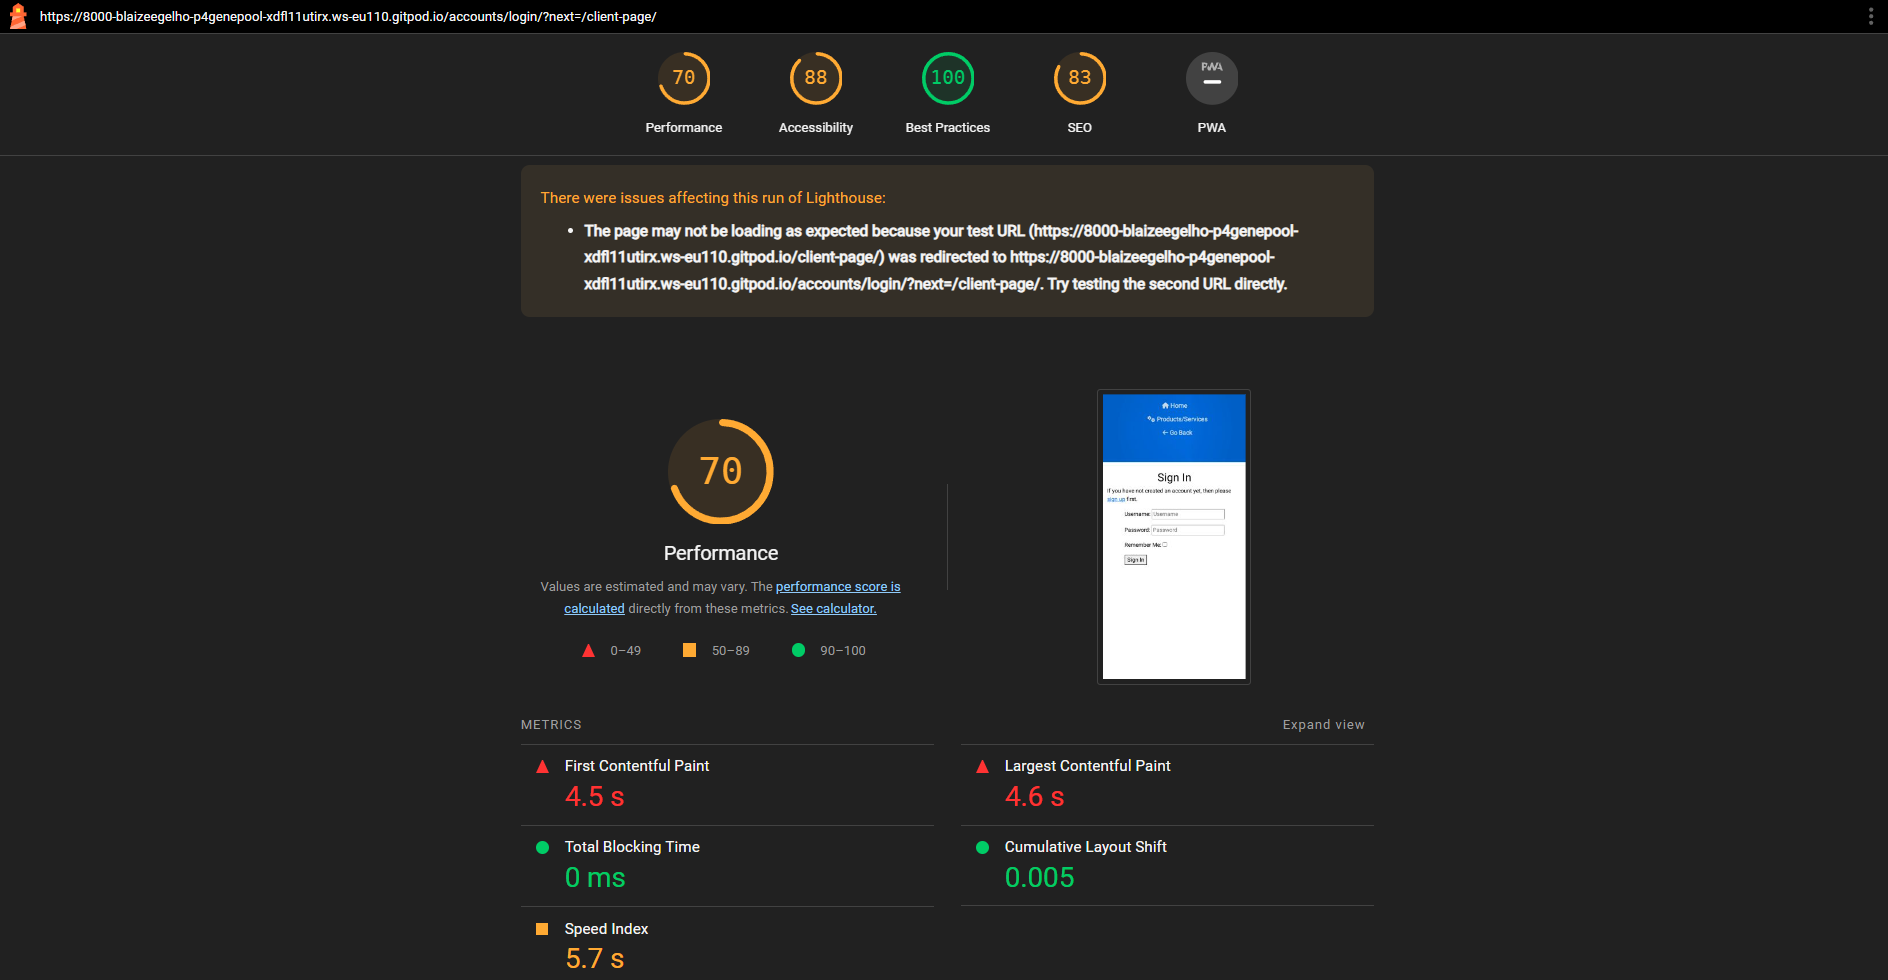 https://8000-blaizeegelho-p4genepool-xdfl11utirx.ws-eu110.gitpod.io/accounts/login/?next=/client-page/
70
88
100
83
PWA
Performance
Accessibility
Best Practices
SEO
PWA
There were issues affecting this run of Lighthouse:
The page may not be loading as expected because your test URL (https://8000-blaizeegelho-p4genepool-
xdfl11utirx.ws-eu110.gitpod.io/client-page/) was redirected to https://8000-blaizeegelho-p4genepool-
xdfl11utirx.ws-eu110.gitpod.io/accounts/login/?next=/client-page/. Try testing the second URL directly.
70
Performance
Values are estimated and may vary. The performance score is
calculated directly from these metrics. See calculator.
0–49
50–89
90–100
Home
Products/Services
Go Back
Sign In
If you have not created an account yet, then please
sign up first.
Username: Username
Password: Password
Remember Me:
Sign In
METRICS
Expand view
First Contentful Paint
4.5 s
Largest Contentful Paint
4.6 s
Total Blocking Time
0 ms
Cumulative Layout Shift
0.005
Speed Index
5.7 s